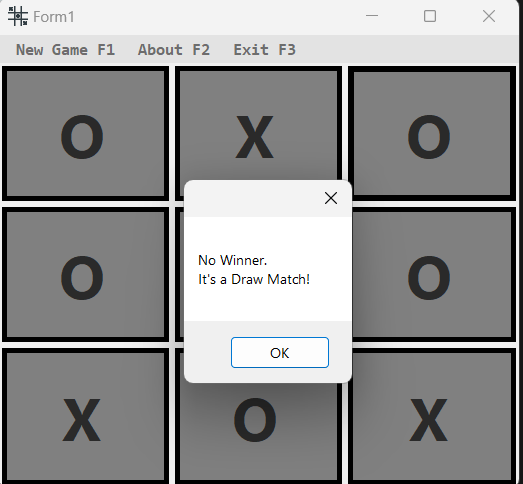 Form1
New Game F1 About F2 Exit F3
O X O
No Winner.
It's a Draw Match!
O O
OK
X O X